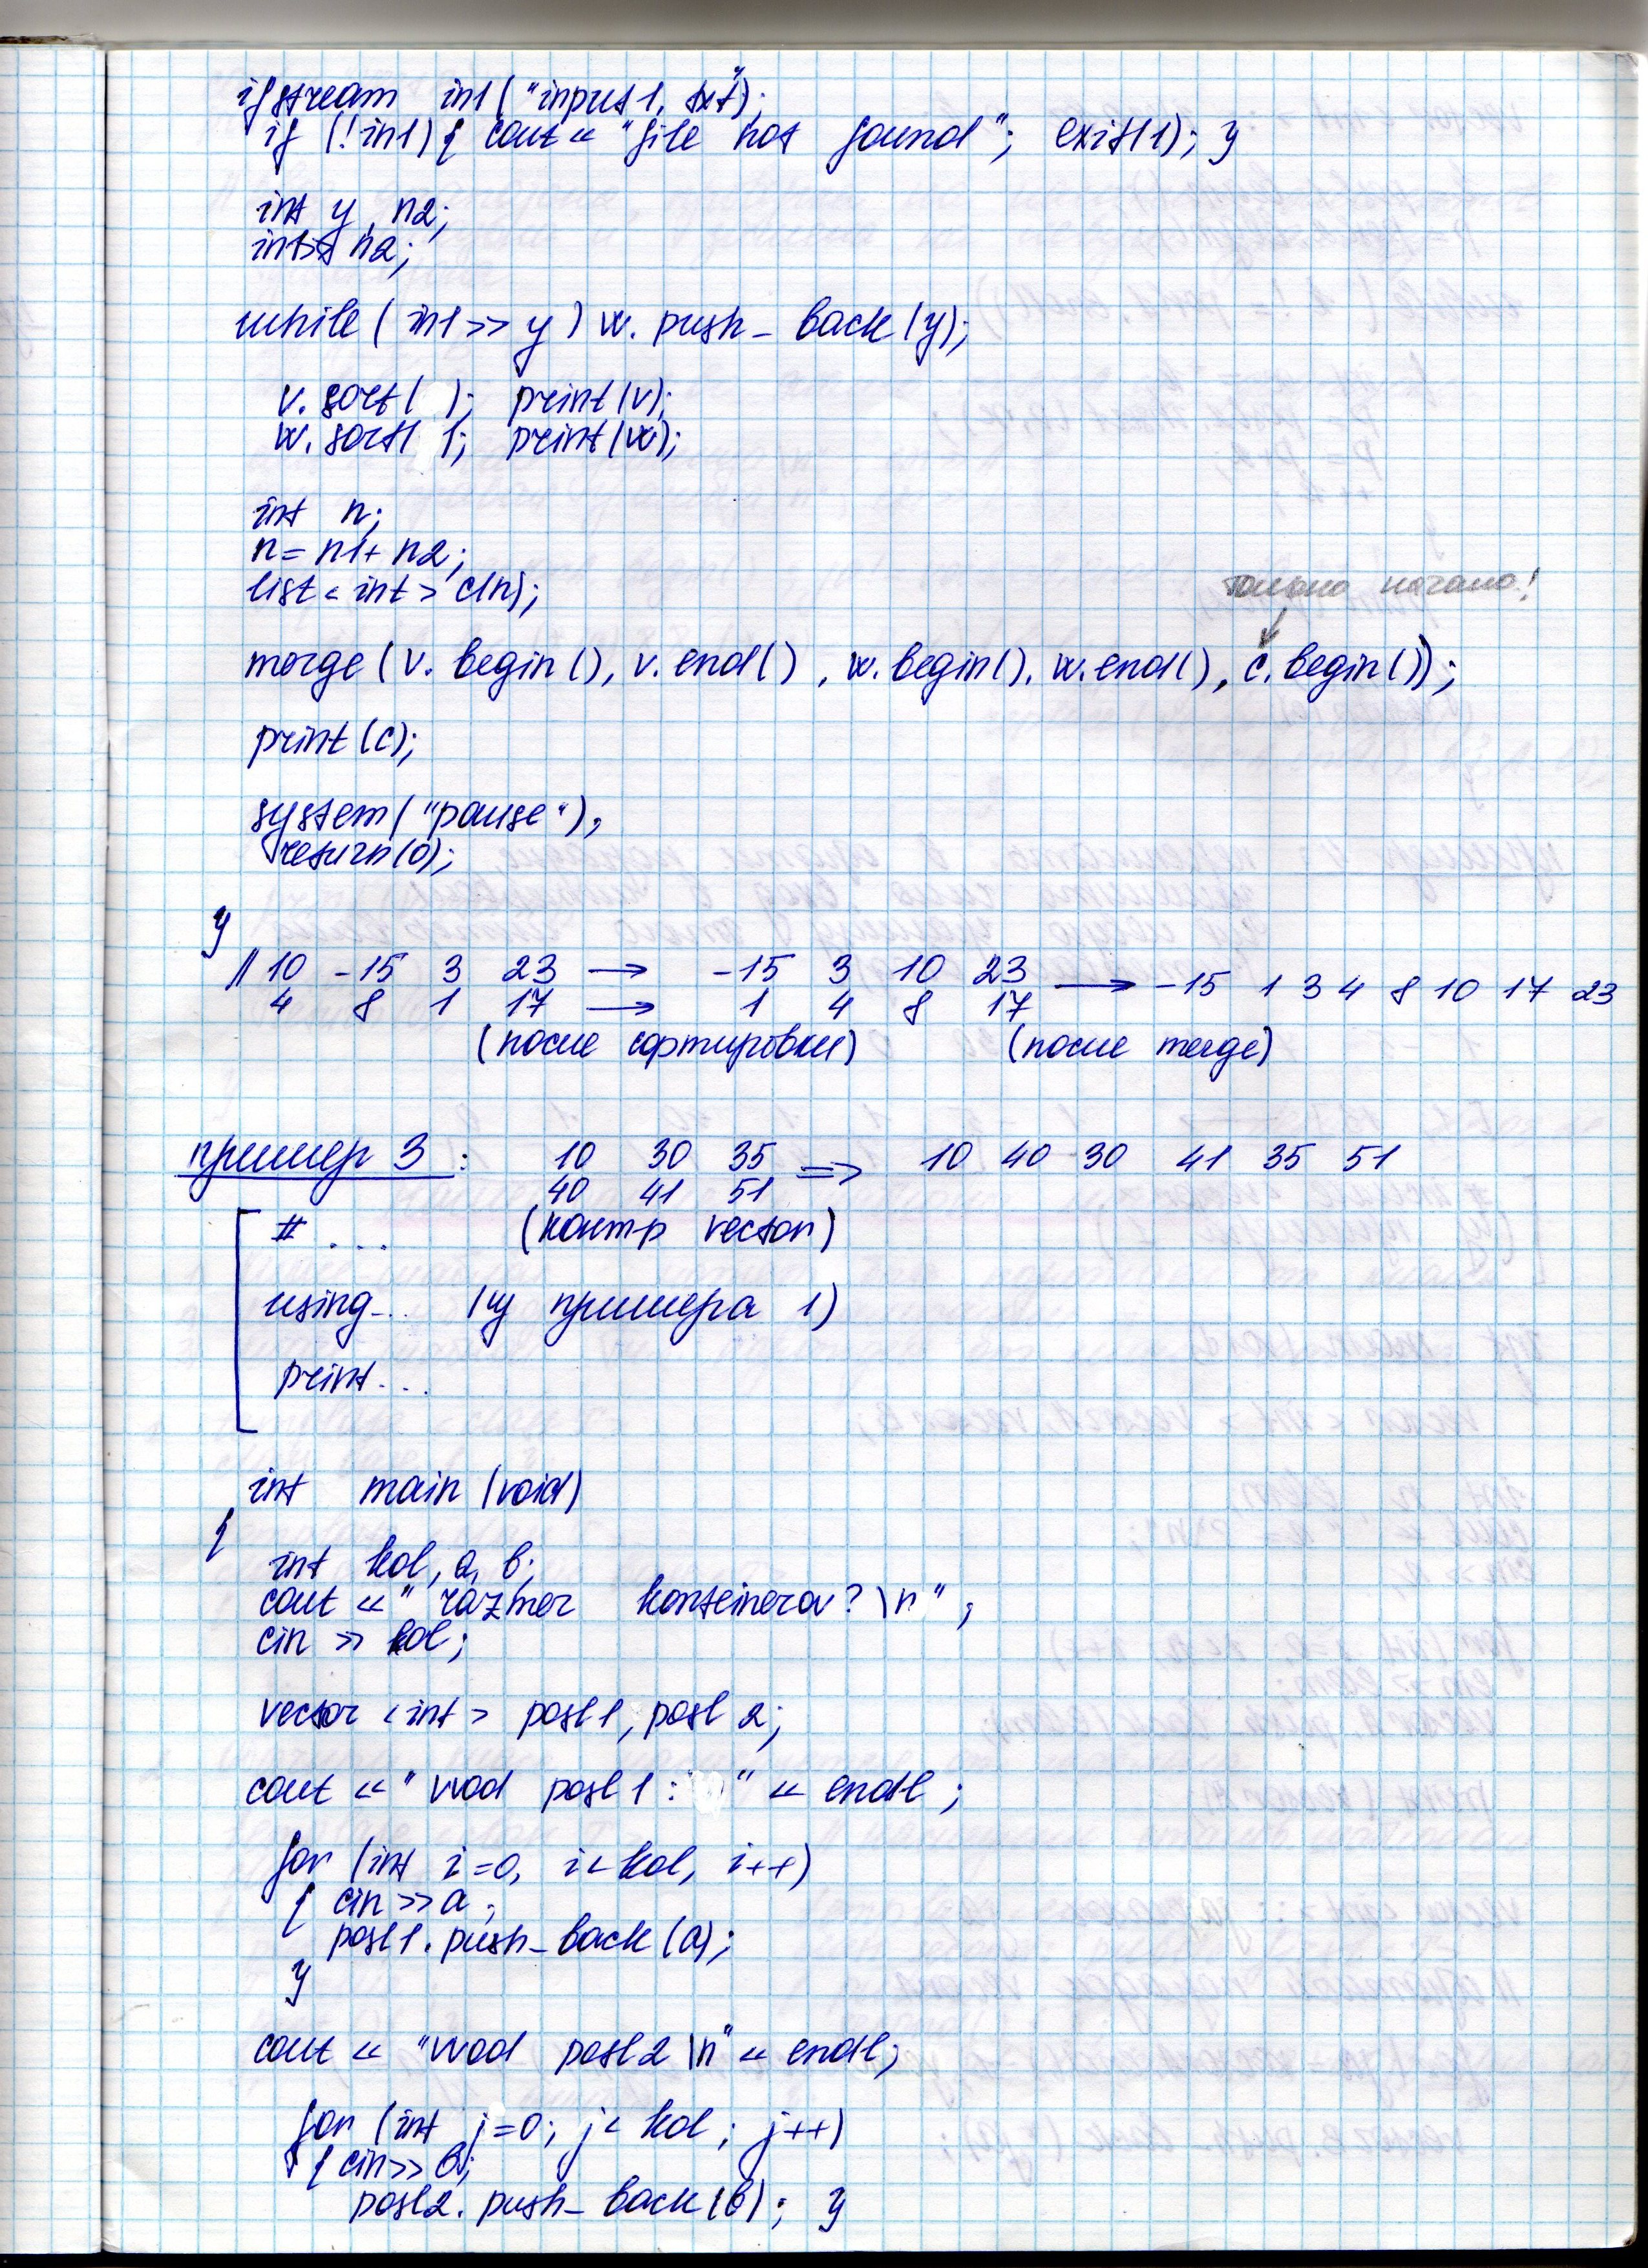 ifstream in1("input1.txt");
if (!in1) { cout << "file not found"; exit(1); }
int y, n2;
in1>> n2;
while (in1 >> y) w.push_back(y);
v.sort( ); print(v);
w.sort( ); print(w);
int n;
n = n1 + n2;
list < int > c(n);
только начало!
merge (v.begin(), v.end(), w.begin(), w.end(), c.begin());
print(c);
system("pause");
return(0);
}
// 10 -15 3 23 → -15 3 10 23
4 8 1 17 → 1 4 8 17 → -15 1 3 4 8 10 17 23
(после сортировки) (после merge)
пример 3: 10 30 35 => 10 40 30 41 35 51
40 41 51
# ... (контр vector)
using... (из примера 1)
print...
int main (void)
{
int kol, a, b;
cout << "razmer konteinerov? \n";
cin >> kol;
vector <int> posl1, posl2;
cout << "vvod posl1: " << endl;
for (int i=0, i<kol, i++)
{ cin >> a;
posl1.push_back(a);
}
cout << "vvod posl2 \n" << endl;
for (int j=0; j< kol; j++)
{ cin>> b;
posl2.push_back(b); }